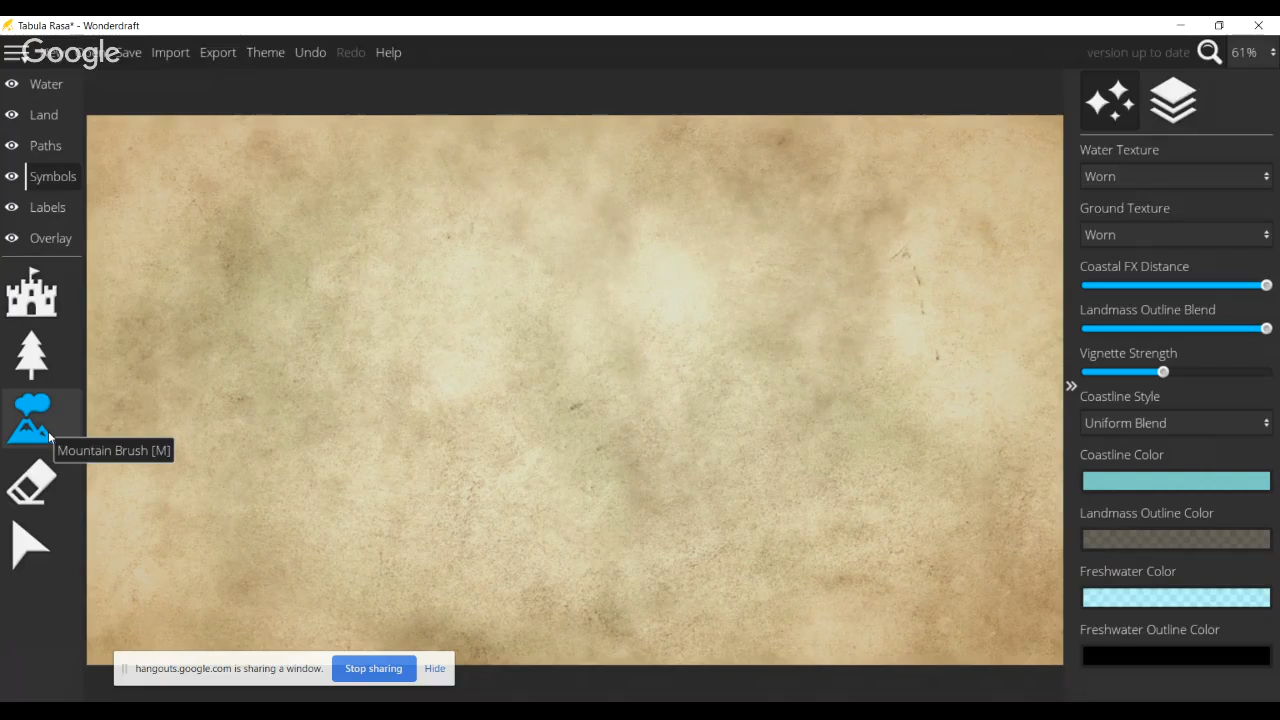 Tabula Rasa* - Wonderdraft
Google
Save Import Export Theme Undo Redo Help
version up to date 61%
Water
Land
Paths
Symbols
Labels
Overlay
Mountain Brush [M]
Water Texture
Worn
Ground Texture
Worn
Coastal FX Distance
Landmass Outline Blend
Vignette Strength
Coastline Style
Uniform Blend
Coastline Color
Landmass Outline Color
Freshwater Color
Freshwater Outline Color
hangouts.google.com is sharing a window. Stop sharing Hide